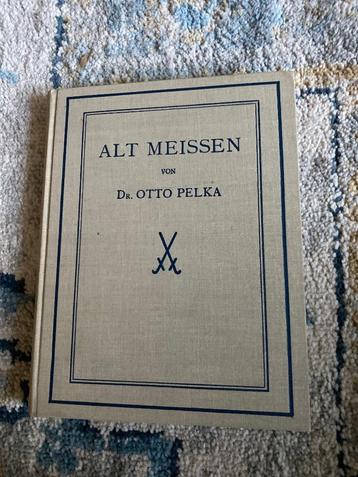 ALT MEISSEN
VON
DR. OTTO PELKA